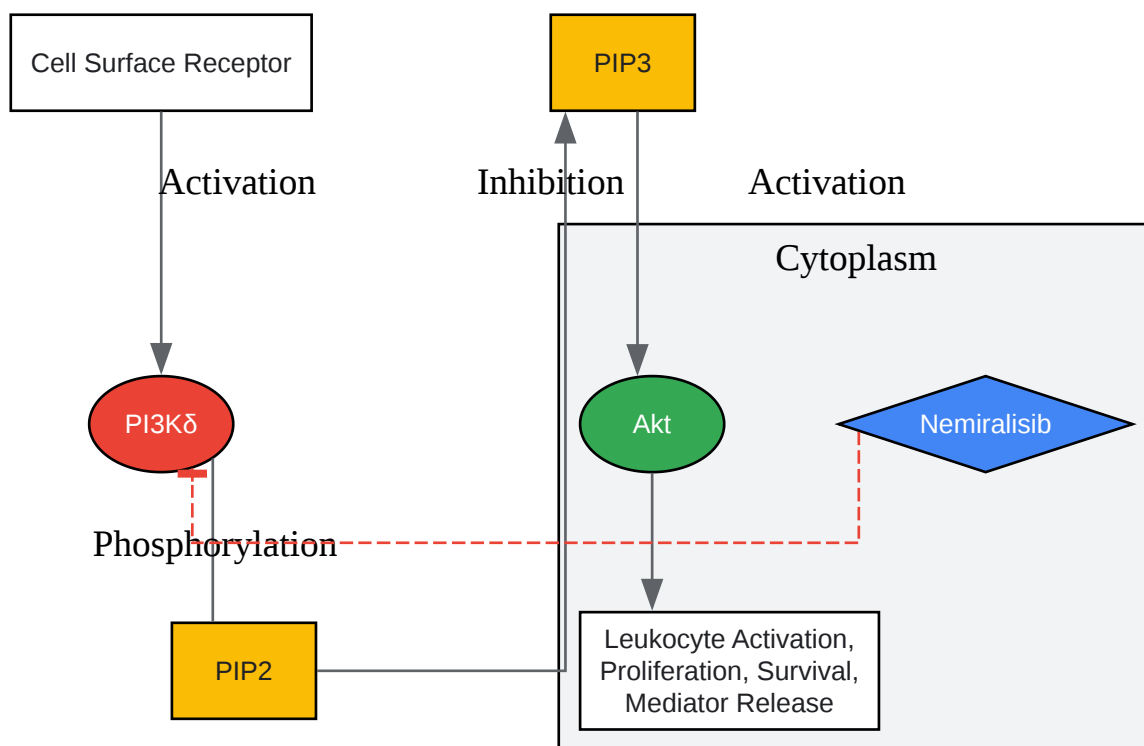 Cell Surface Receptor
PIP3
Activation
Inhibition
Activation
Cytoplasm
PI3Kδ
Akt
Nemiralisib
Phosphorylation
PIP2
Leukocyte Activation,
Proliferation, Survival,
Mediator Release